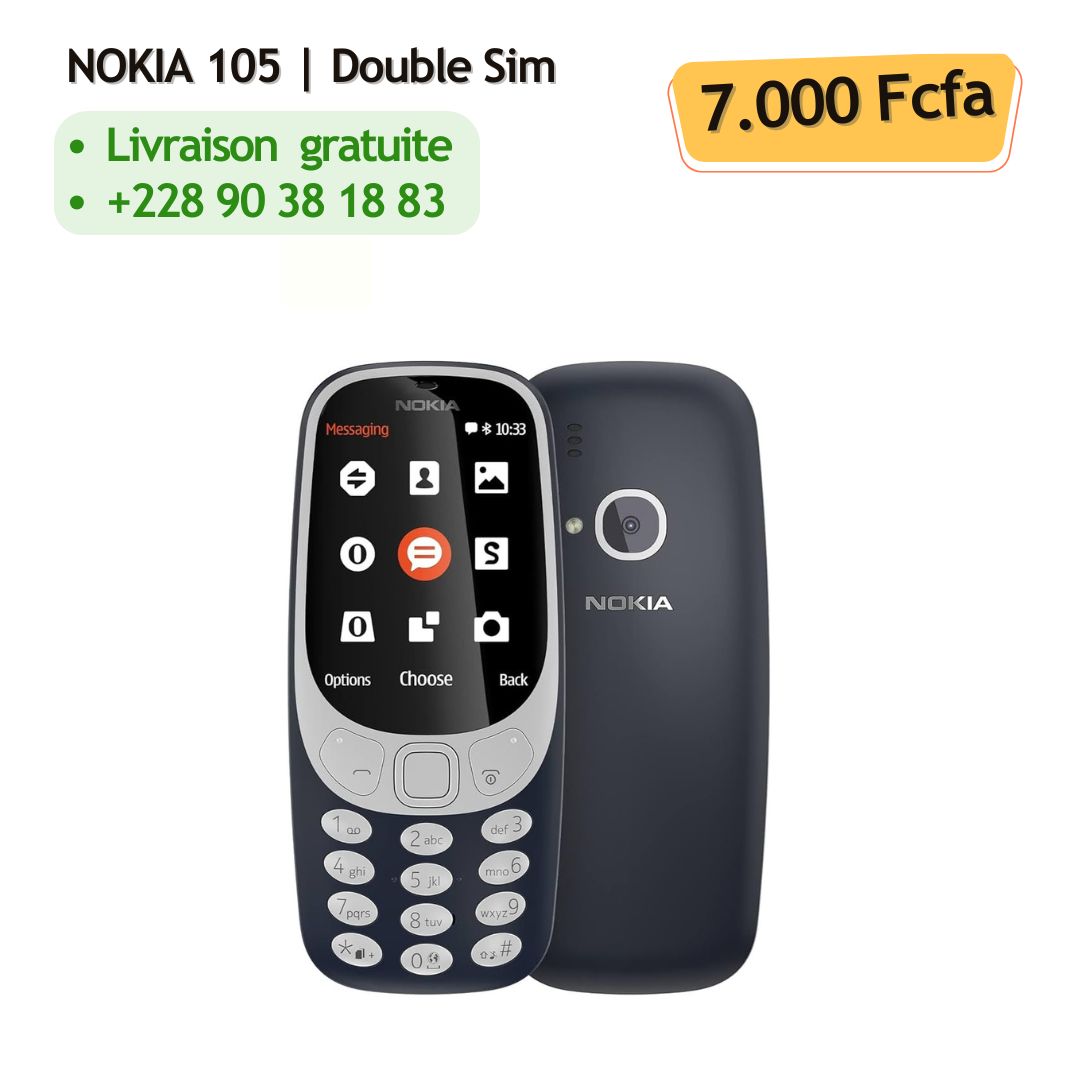 NOKIA 105 | Double Sim
7.000 Fcfa
• Livraison gratuite
• +228 90 38 18 83
NOKIA
Messaging 10:33
O S
O
Options Choose Back
NOKIA
1 2 abc def 3
4 ghi 5 jkl mno 6
7 pqrs 8 tuv wxyz 9
* + 0 #